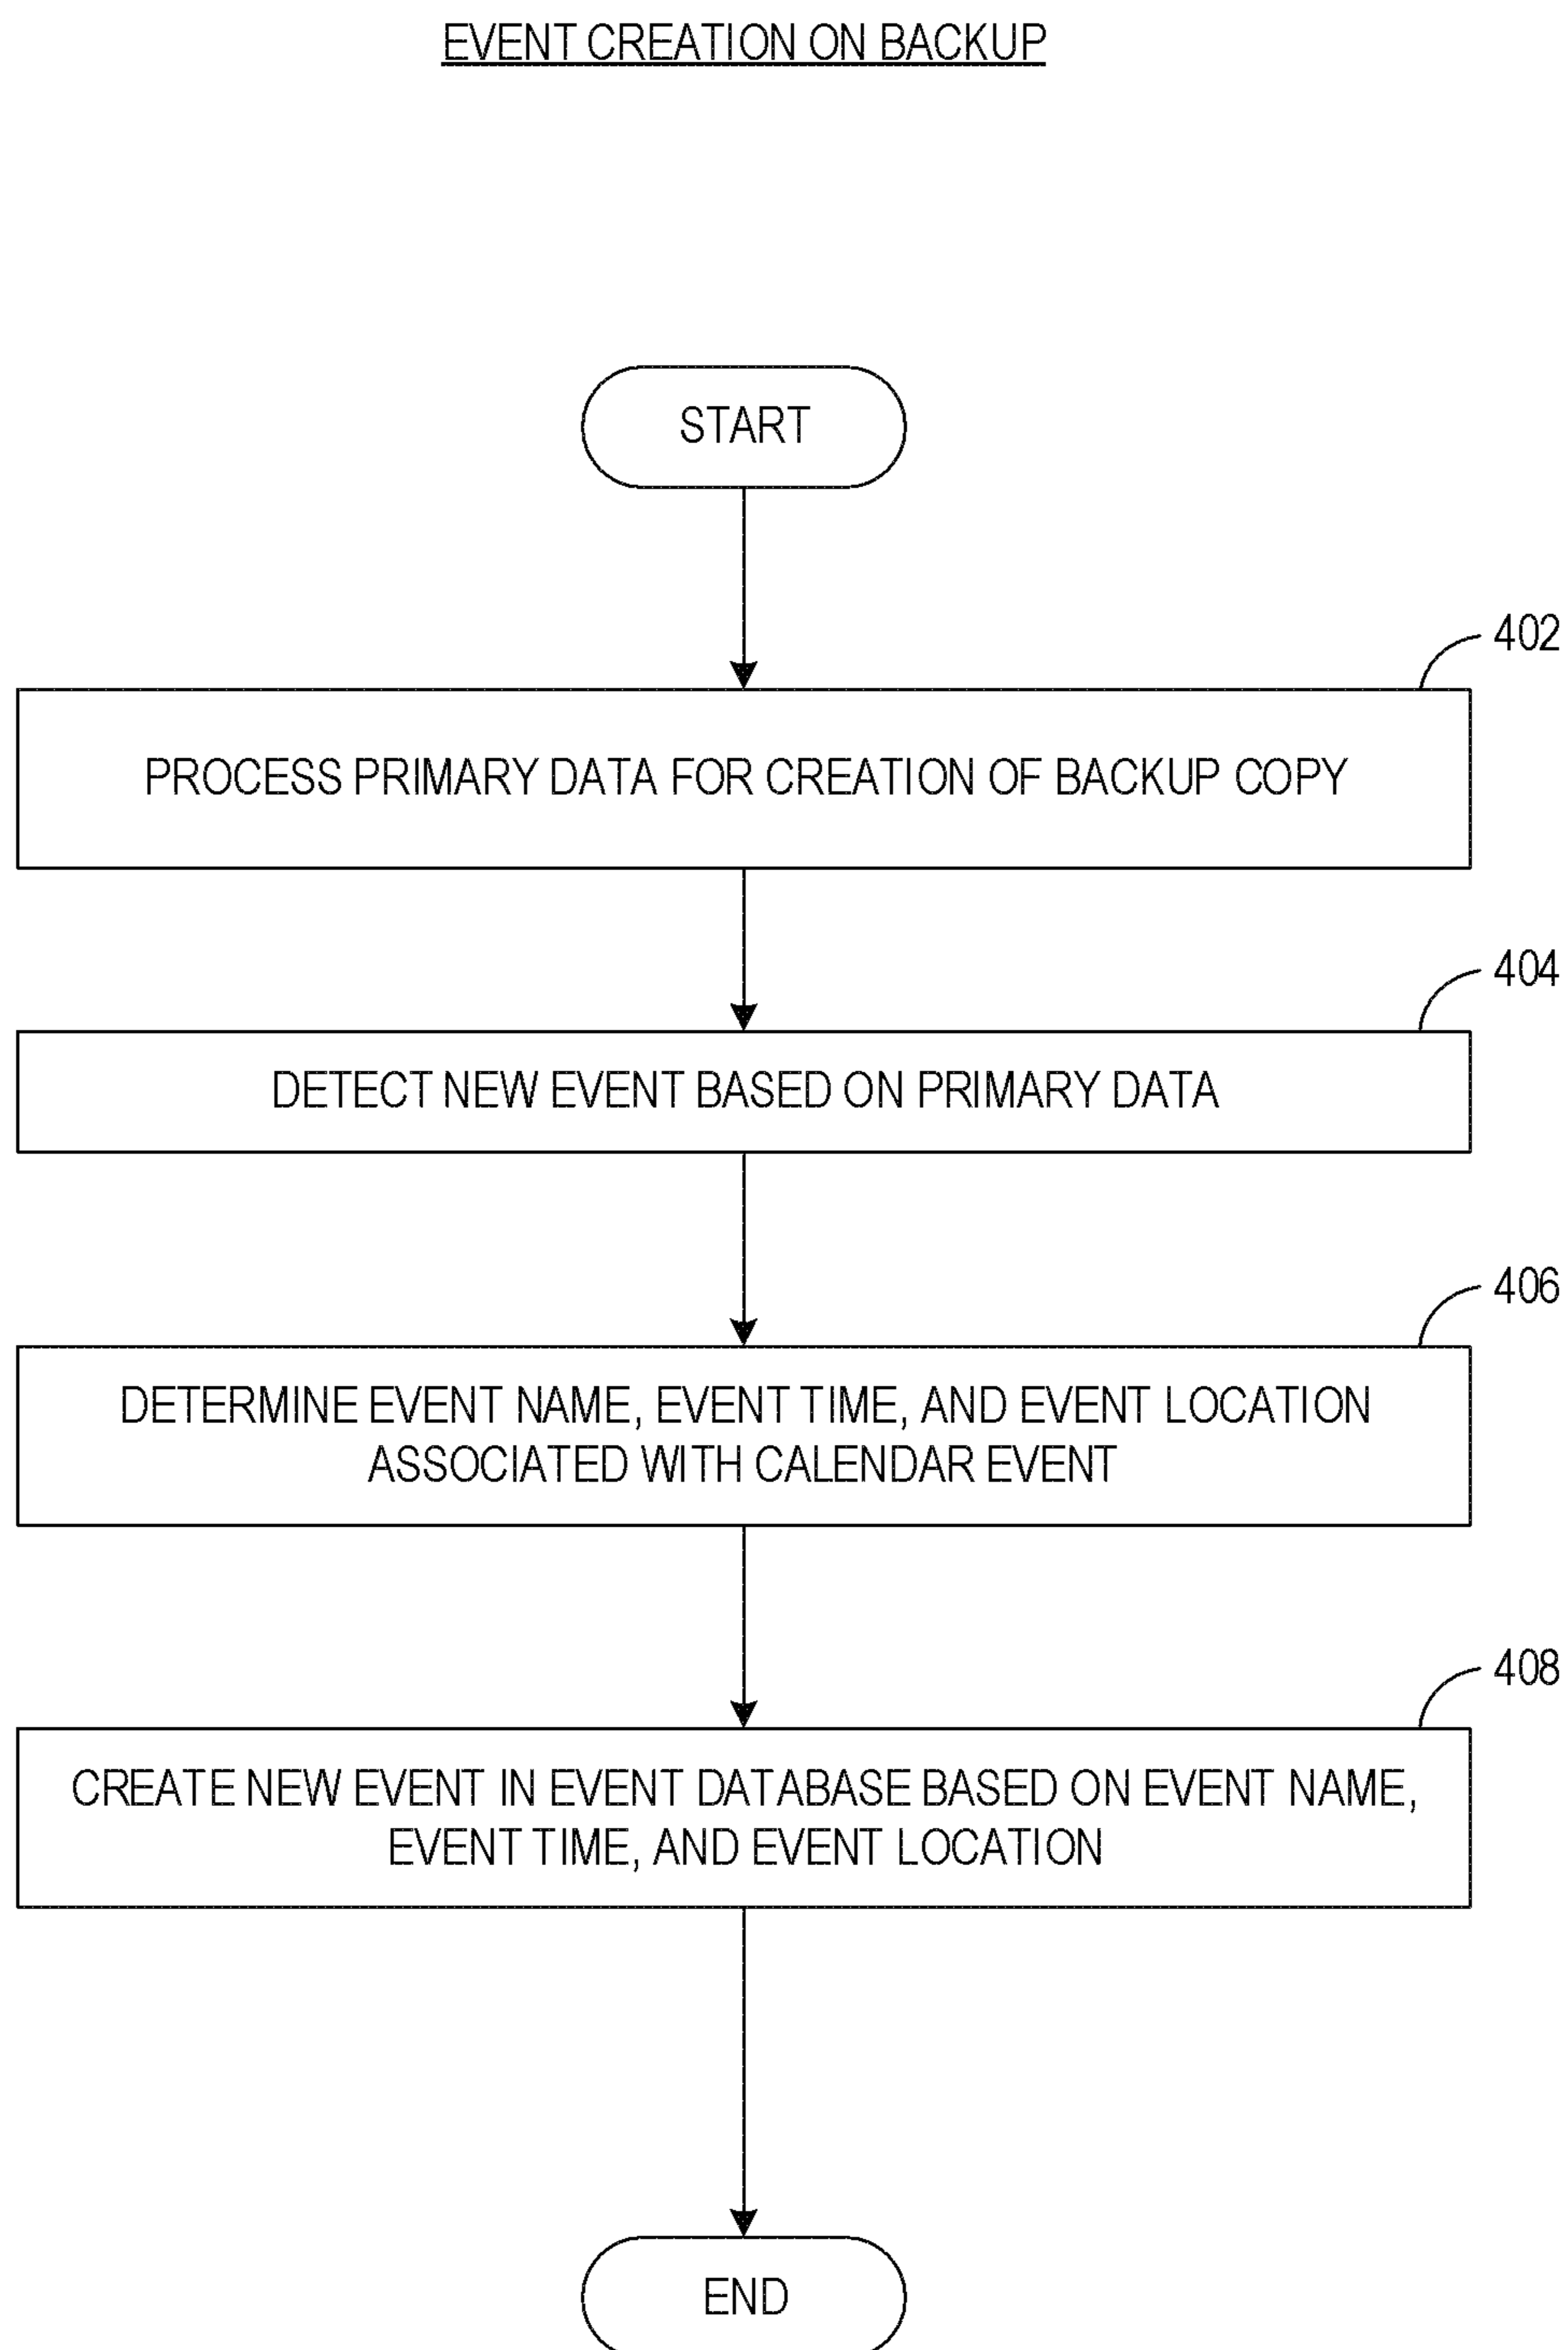 EVENT CREATION ON BACKUP
START
402
PROCESS PRIMARY DATA FOR CREATION OF BACKUP COPY
404
DETECT NEW EVENT BASED ON PRIMARY DATA
406
DETERMINE EVENT NAME, EVENT TIME, AND EVENT LOCATION
ASSOCIATED WITH CALENDAR EVENT
408
CREATE NEW EVENT IN EVENT DATABASE BASED ON EVENT NAME,
EVENT TIME, AND EVENT LOCATION
END